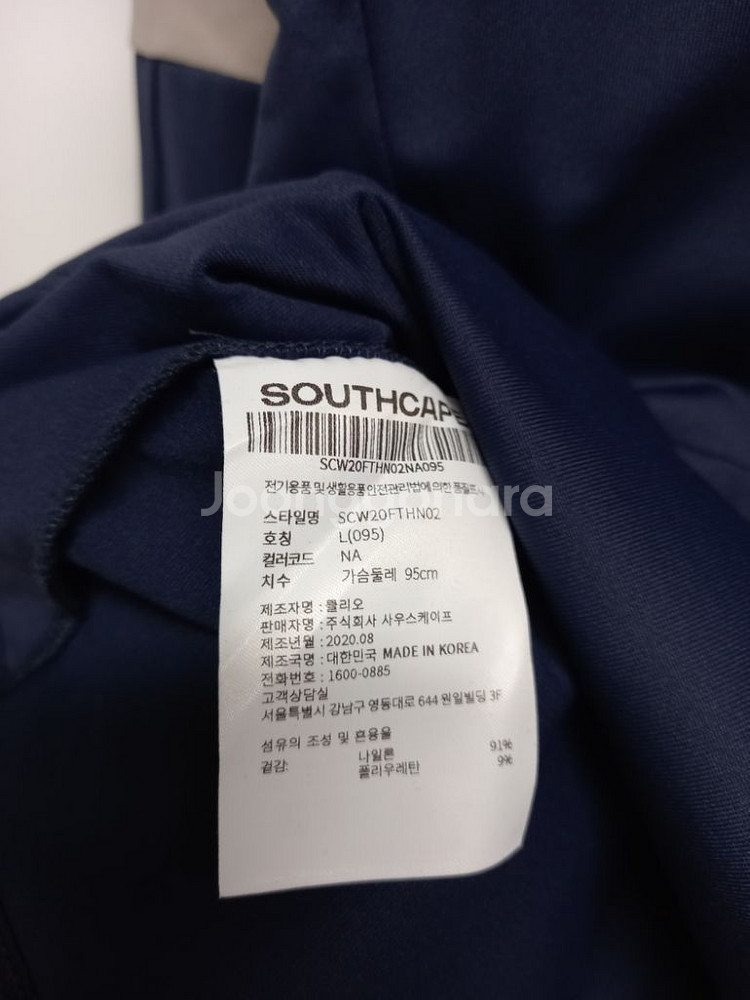 SOUTHCAPE
SCW20FTHN02NA095
전기용품 및 생활용품 안전관리법에 의한 품질표시
Joongonara
스타일명 SCW20FTHN02
호칭 L(095)
컬러코드 NA
치수 가슴둘레 95cm
제조자명 : 클리오
판매자명 : 주식회사 사우스케이프
제조년월 : 2020.08
제조국명 : 대한민국 MADE IN KOREA
전화번호 : 1600-0885
고객상담실
서울특별시 강남구 영동대로 644 원일빌딩 3F
섬유의 조성 및 혼용율
겉감: 나일론 91%
폴리우레탄 9%